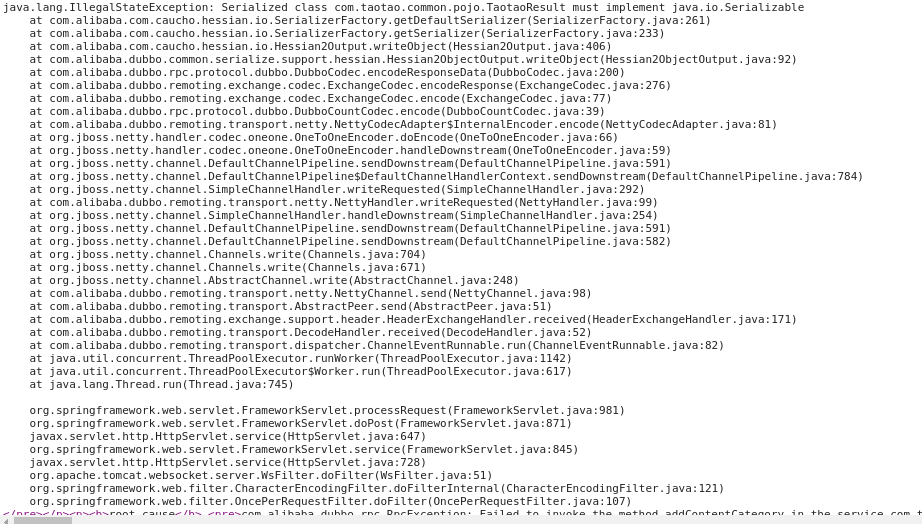 java.lang.IllegalStateException: Serialized class com.taotao.common.pojo.TaotaoResult must implement java.io.Serializable
at com.alibaba.com.caucho.hessian.io.SerializerFactory.getDefaultSerializer(SerializerFactory.java:261)
at com.alibaba.com.caucho.hessian.io.SerializerFactory.getSerializer(SerializerFactory.java:233)
at com.alibaba.com.caucho.hessian.io.Hessian2Output.writeObject(Hessian2Output.java:406)
at com.alibaba.dubbo.common.serialize.support.hessian.Hessian2ObjectOutput.writeObject(Hessian2ObjectOutput.java:92)
at com.alibaba.dubbo.rpc.protocol.dubbo.DubboCodec.encodeResponseData(DubboCodec.java:200)
at com.alibaba.dubbo.remoting.exchange.codec.ExchangeCodec.encodeResponse(ExchangeCodec.java:276)
at com.alibaba.dubbo.remoting.exchange.codec.ExchangeCodec.encode(ExchangeCodec.java:77)
at com.alibaba.dubbo.rpc.protocol.dubbo.DubboCountCodec.encode(DubboCountCodec.java:39)
at com.alibaba.dubbo.remoting.transport.netty.NettyCodecAdapter$InternalEncoder.encode(NettyCodecAdapter.java:81)
at org.jboss.netty.handler.codec.oneone.OneToOneEncoder.doEncode(OneToOneEncoder.java:66)
at org.jboss.netty.handler.codec.oneone.OneToOneEncoder.handleDownstream(OneToOneEncoder.java:59)
at org.jboss.netty.channel.DefaultChannelPipeline.sendDownstream(DefaultChannelPipeline.java:591)
at org.jboss.netty.channel.DefaultChannelPipeline$DefaultChannelHandlerContext.sendDownstream(DefaultChannelPipeline.java:784)
at org.jboss.netty.channel.SimpleChannelHandler.writeRequested(SimpleChannelHandler.java:292)
at com.alibaba.dubbo.remoting.transport.netty.NettyHandler.writeRequested(NettyHandler.java:99)
at org.jboss.netty.channel.SimpleChannelHandler.handleDownstream(SimpleChannelHandler.java:254)
at org.jboss.netty.channel.DefaultChannelPipeline.sendDownstream(DefaultChannelPipeline.java:591)
at org.jboss.netty.channel.DefaultChannelPipeline.sendDownstream(DefaultChannelPipeline.java:582)
at org.jboss.netty.channel.Channels.write(Channels.java:704)
at org.jboss.netty.channel.Channels.write(Channels.java:671)
at org.jboss.netty.channel.AbstractChannel.write(AbstractChannel.java:248)
at com.alibaba.dubbo.remoting.transport.netty.NettyChannel.send(NettyChannel.java:98)
at com.alibaba.dubbo.remoting.transport.AbstractPeer.send(AbstractPeer.java:51)
at com.alibaba.dubbo.remoting.exchange.support.header.HeaderExchangeHandler.received(HeaderExchangeHandler.java:171)
at com.alibaba.dubbo.remoting.transport.DecodeHandler.received(DecodeHandler.java:52)
at com.alibaba.dubbo.remoting.transport.dispatcher.ChannelEventRunnable.run(ChannelEventRunnable.java:82)
at java.util.concurrent.ThreadPoolExecutor.runWorker(ThreadPoolExecutor.java:1142)
at java.util.concurrent.ThreadPoolExecutor$Worker.run(ThreadPoolExecutor.java:617)
at java.lang.Thread.run(Thread.java:745)
org.springframework.web.servlet.FrameworkServlet.processRequest(FrameworkServlet.java:981)
org.springframework.web.servlet.FrameworkServlet.doPost(FrameworkServlet.java:871)
javax.servlet.http.HttpServlet.service(HttpServlet.java:647)
org.springframework.web.servlet.FrameworkServlet.service(FrameworkServlet.java:845)
javax.servlet.http.HttpServlet.service(HttpServlet.java:728)
org.apache.tomcat.websocket.server.WsFilter.doFilter(WsFilter.java:51)
org.springframework.web.filter.CharacterEncodingFilter.doFilterInternal(CharacterEncodingFilter.java:121)
org.springframework.web.filter.OncePerRequestFilter.doFilter(OncePerRequestFilter.java:107)
</pre></p><p><b>root cause</b> <pre>com.alibaba.dubbo.rpc.RpcException: Failed to invoke the method addContentCategory in the service com.t